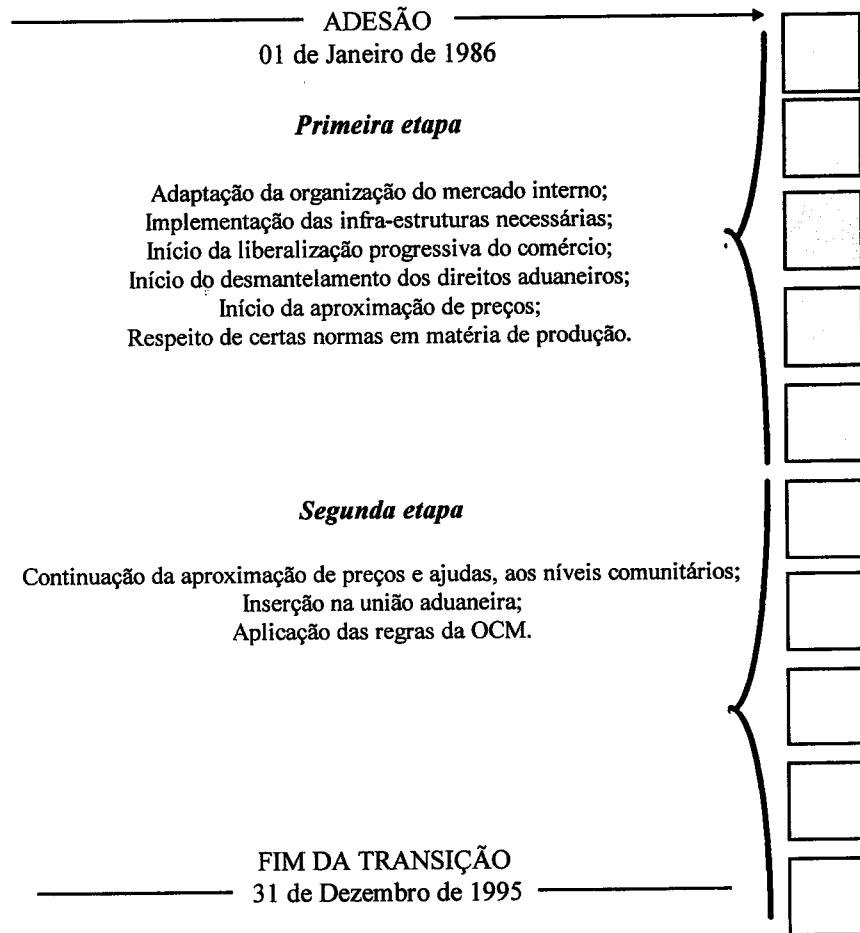 ADESÃO
01 de Janeiro de 1986
Primeira etapa
Adaptação da organização do mercado interno;
Implementação das infra-estruturas necessárias;
Início da liberalização progressiva do comércio;
Início do desmantelamento dos direitos aduaneiros;
Início da aproximação de preços;
Respeito de certas normas em matéria de produção.
Segunda etapa
Continuação da aproximação de preços e ajudas, aos níveis comunitários;
Inserção na união aduaneira;
Aplicação das regras da OCM.
FIM DA TRANSIÇÃO
31 de Dezembro de 1995